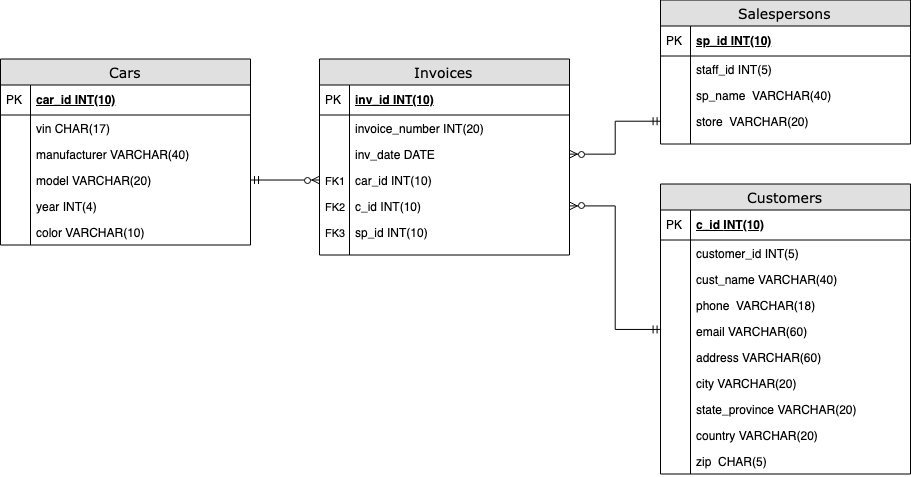 Cars
PK car_id INT(10)
vin CHAR(17)
manufacturer VARCHAR(40)
model VARCHAR(20)
year INT(4)
color VARCHAR(10)
Invoices
PK inv_id INT(10)
invoice_number INT(20)
inv_date DATE
FK1 car_id INT(10)
FK2 c_id INT(10)
FK3 sp_id INT(10)
Salespersons
PK sp_id INT(10)
staff_id INT(5)
sp_name VARCHAR(40)
store VARCHAR(20)
Customers
PK c_id INT(10)
customer_id INT(5)
cust_name VARCHAR(40)
phone VARCHAR(18)
email VARCHAR(60)
address VARCHAR(60)
city VARCHAR(20)
state_province VARCHAR(20)
country VARCHAR(20)
zip CHAR(5)